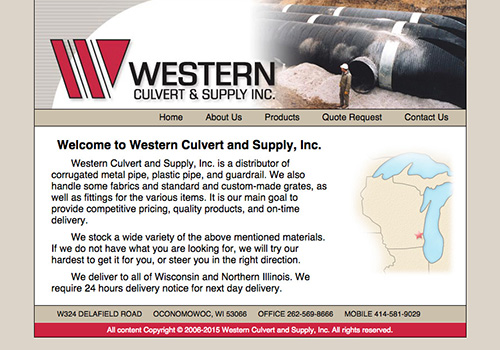 WESTERN
CULVERT & SUPPLY INC.
Home About Us Products Quote Request Contact Us
Welcome to Western Culvert and Supply, Inc.
Western Culvert and Supply, Inc. is a distributor of
corrugated metal pipe, plastic pipe, and guardrail. We also
handle some fabrics and standard and custom-made grates, as
well as fittings for the various items. It is our main goal to
provide competitive pricing, quality products, and on-time
delivery.
We stock a wide variety of the above mentioned materials.
If we do not have what you are looking for, we will try our
hardest to get it for you, or steer you in the right direction.
We deliver to all of Wisconsin and Northern Illinois. We
require 24 hours delivery notice for next day delivery.
W324 DELAFIELD ROAD OCONOMOWOC, WI 53066 OFFICE 262-569-8666 MOBILE 414-581-9029
All content Copyright © 2006-2015 Western Culvert and Supply, Inc. All rights reserved.